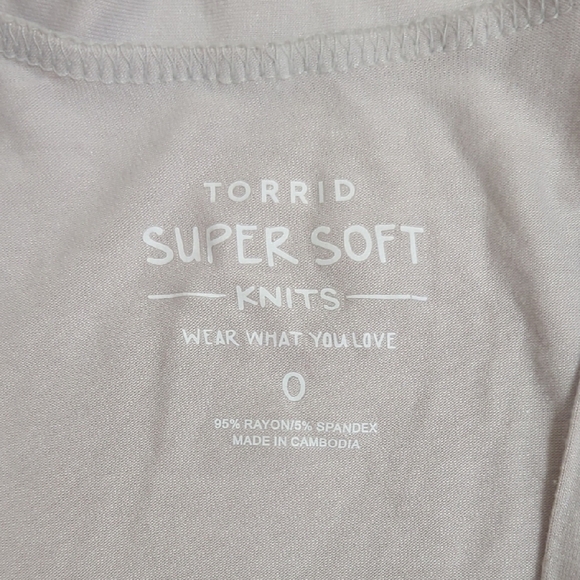 TORRID
SUPER SOFT
KNITS
WEAR WHAT YOU LOVE
0
95% RAYON/5% SPANDEX
MADE IN CAMBODIA